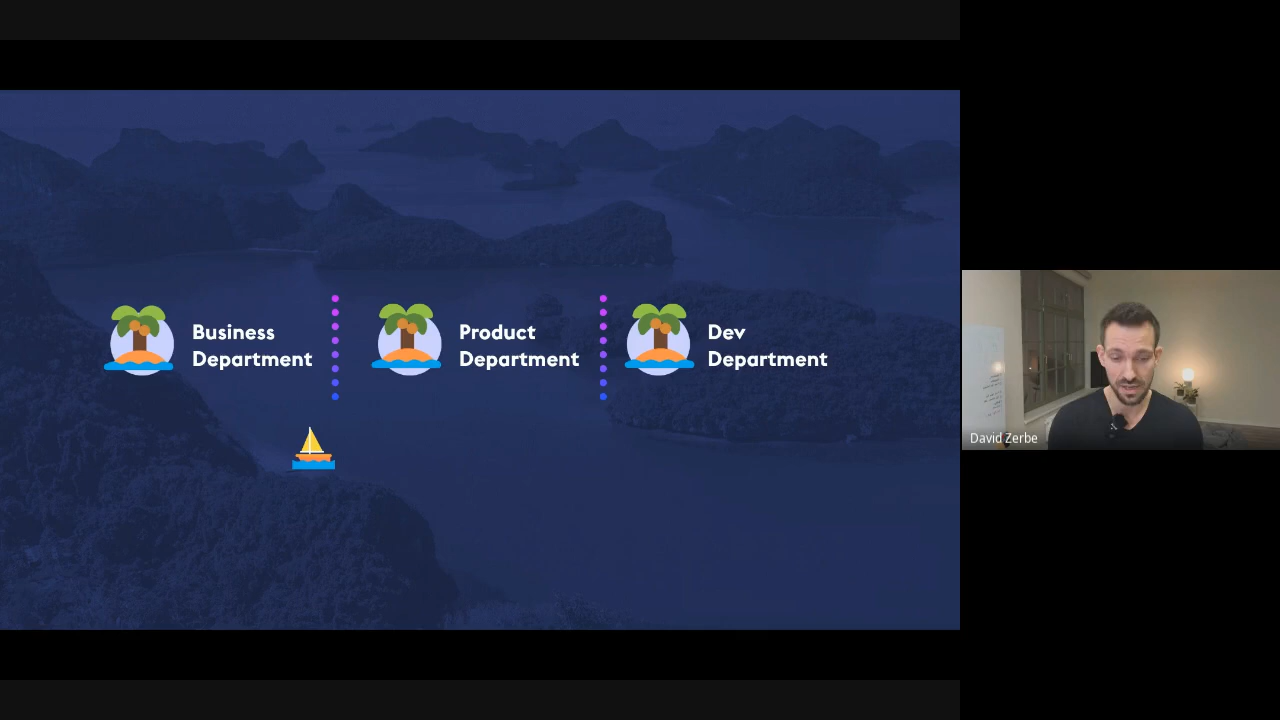 Business
Department
Product
Department
Dev
Department
David Zerbe